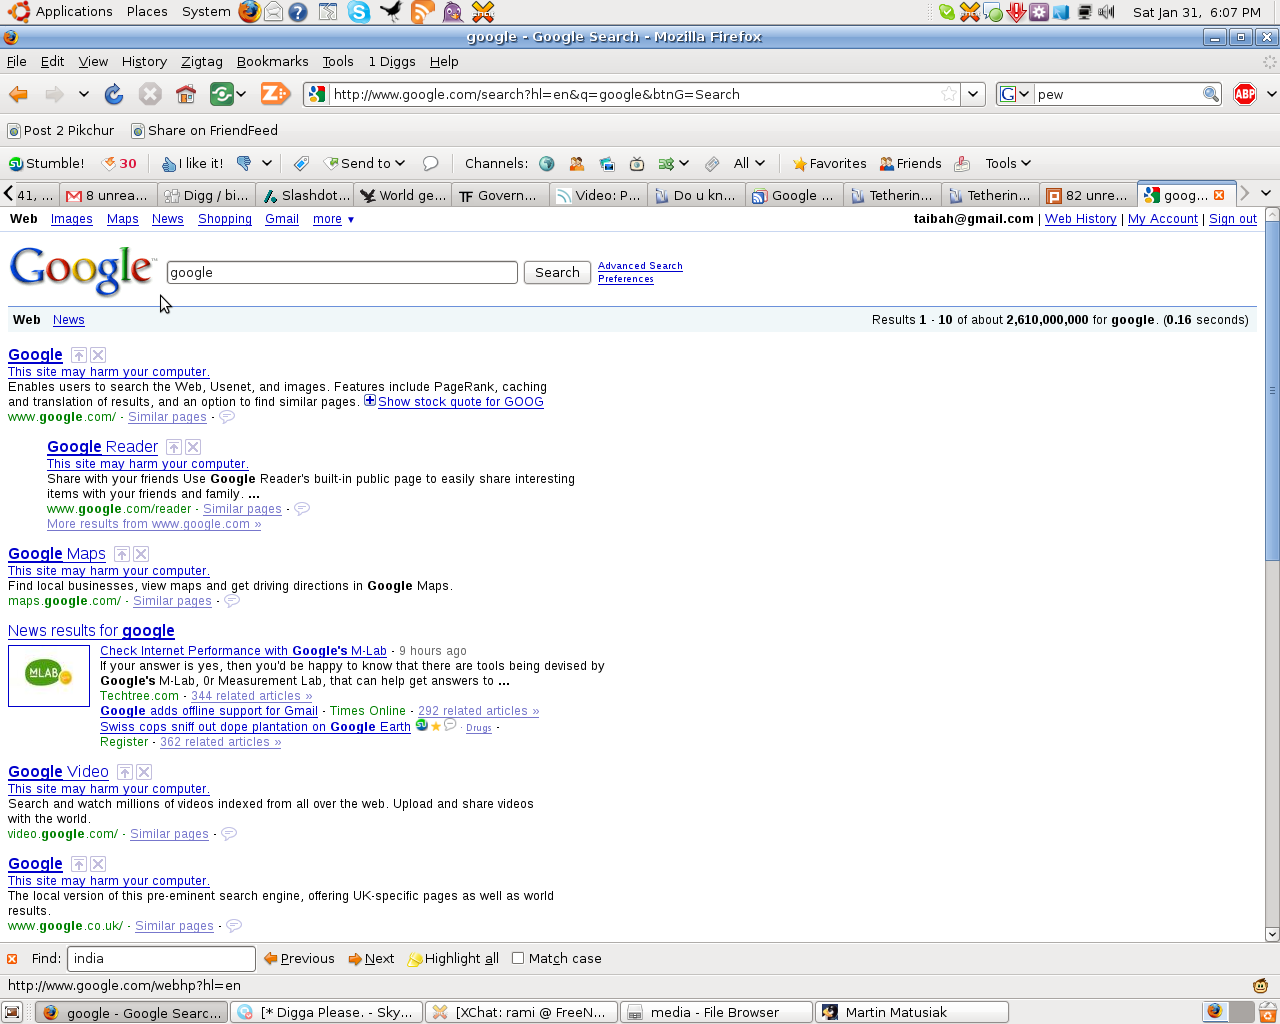 Applications Places System Sat Jan 31, 6:07 PM
google - Google Search - Mozilla Firefox
File Edit View History Zigtag Bookmarks Tools 1 Diggs Help
http://www.google.com/search?hl=en&q=google&btnG=Search G pew ABP
Post 2 Pikchur Share on FriendFeed
Stumble! 30 I like it! Send to Channels: All Favorites Friends Tools
41, ... 8 unrea... Digg / bi... Slashdot... World ge... TF Govern... Video: P... Do u kn... Google ... Tetherin... Tetherin... 82 unre... goog...
Web Images Maps News Shopping Gmail more ▼ taibah@gmail.com | Web History | My Account | Sign out
Google™ google Search Advanced Search
Preferences
Web News Results 1 - 10 of about 2,610,000,000 for google. (0.16 seconds)
Google
This site may harm your computer.
Enables users to search the Web, Usenet, and images. Features include PageRank, caching
and translation of results, and an option to find similar pages. Show stock quote for GOOG
www.google.com/ - Similar pages -
Google Reader
This site may harm your computer.
Share with your friends Use Google Reader's built-in public page to easily share interesting
items with your friends and family. ...
www.google.com/reader - Similar pages -
More results from www.google.com »
Google Maps
This site may harm your computer.
Find local businesses, view maps and get driving directions in Google Maps.
maps.google.com/ - Similar pages -
News results for google
MLAB
Check Internet Performance with Google's M-Lab - 9 hours ago
If your answer is yes, then you'd be happy to know that there are tools being devised by
Google's M-Lab, 0r Measurement Lab, that can help get answers to ...
Techtree.com - 344 related articles »
Google adds offline support for Gmail - Times Online - 292 related articles »
Swiss cops sniff out dope plantation on Google Earth · Drugs -
Register - 362 related articles »
Google Video
This site may harm your computer.
Search and watch millions of videos indexed from all over the web. Upload and share videos
with the world.
video.google.com/ - Similar pages -
Google
This site may harm your computer.
The local version of this pre-eminent search engine, offering UK-specific pages as well as world
results.
www.google.co.uk/ - Similar pages -
Find: india Previous Next Highlight all Match case
http://www.google.com/webhp?hl=en
google - Google Searc... [* Digga Please. - Sky... [XChat: rami @ FreeN... media - File Browser Martin Matusiak